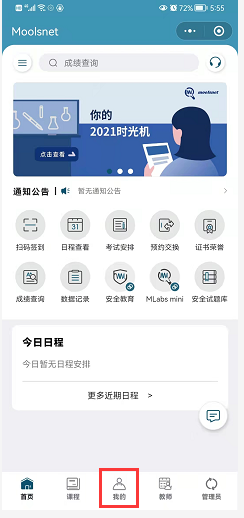 72% 5:55
Moolsnet
成绩查询
moolsnet
你的
2021时光机
点击查看
通知公告 暂无通知公告
扫码签到 日程查看 考试安排 预约交换 证书荣誉
31
成绩查询 数据记录 安全教育 MLabs mini 安全试题库
今日日程
今日暂无日程安排
更多近期日程 >
首页 课程 我的 教师 管理员